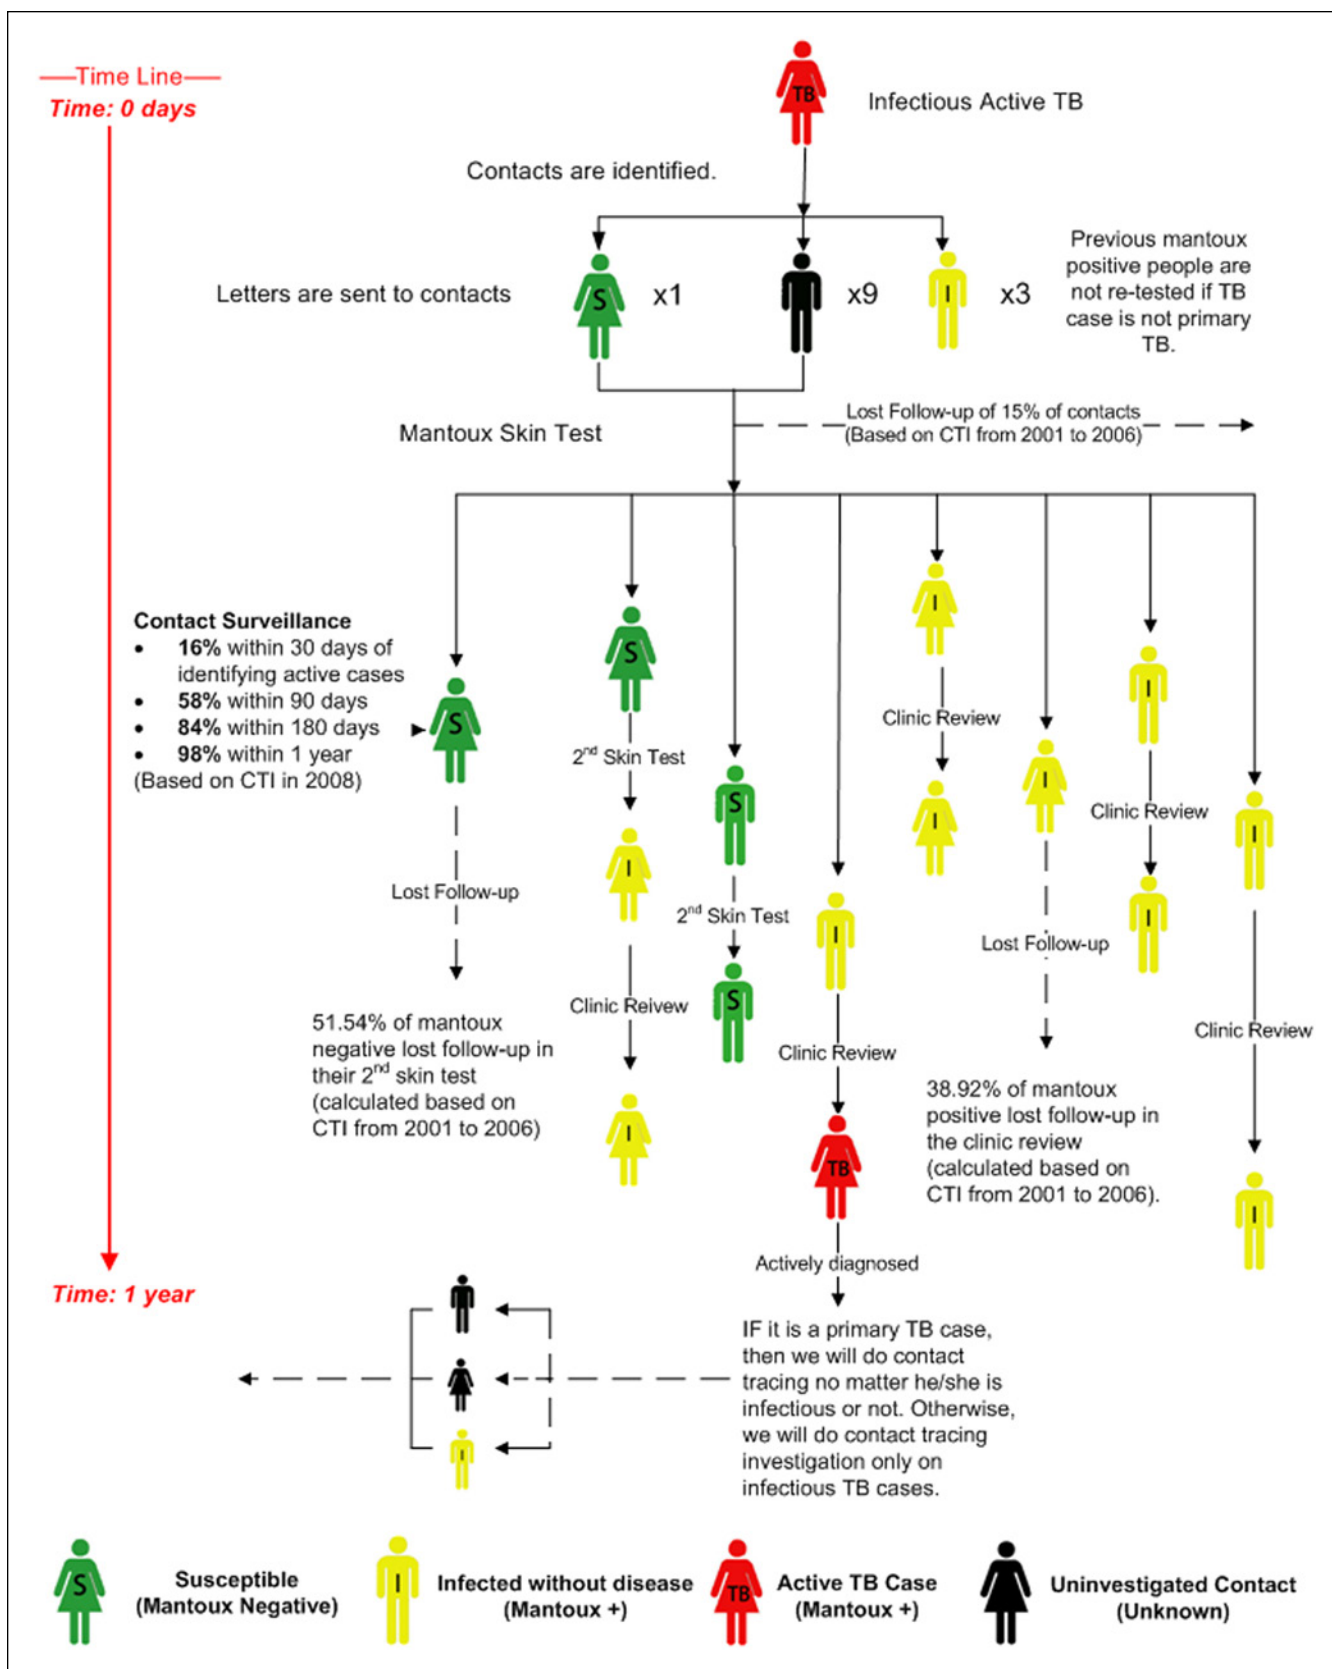 Time Line
Time: 0 days
TB
Infectious Active TB
Contacts are identified.
Letters are sent to contacts
S
x1
x9
I
x3
Previous mantoux
positive people are
not re-tested if TB
case is not primary
TB.
Mantoux Skin Test
Lost Follow-up of 15% of contacts
(Based on CTI from 2001 to 2006)
Contact Surveillance
• 16% within 30 days of
identifying active cases
• 58% within 90 days
• 84% within 180 days
• 98% within 1 year
(Based on CTI in 2008)
S
Lost Follow-up
51.54% of mantoux
negative lost follow-up in
their 2nd skin test
(calculated based on
CTI from 2001 to 2006)
S
2nd Skin Test
I
Clinic Reivew
I
S
2nd Skin Test
S
I
Clinic Review
TB
Actively diagnosed
IF it is a primary TB case,
then we will do contact
tracing no matter he/she is
infectious or not. Otherwise,
we will do contact tracing
investigation only on
infectious TB cases.
I
Clinic Review
I
I
Lost Follow-up
38.92% of mantoux
positive lost follow-up in
the clinic review
(calculated based on
CTI from 2001 to 2006).
I
Clinic Review
I
I
Clinic Review
I
Time: 1 year
I
S
Susceptible
(Mantoux Negative)
I
Infected without disease
(Mantoux +)
TB
Active TB Case
(Mantoux +)
Uninvestigated Contact
(Unknown)